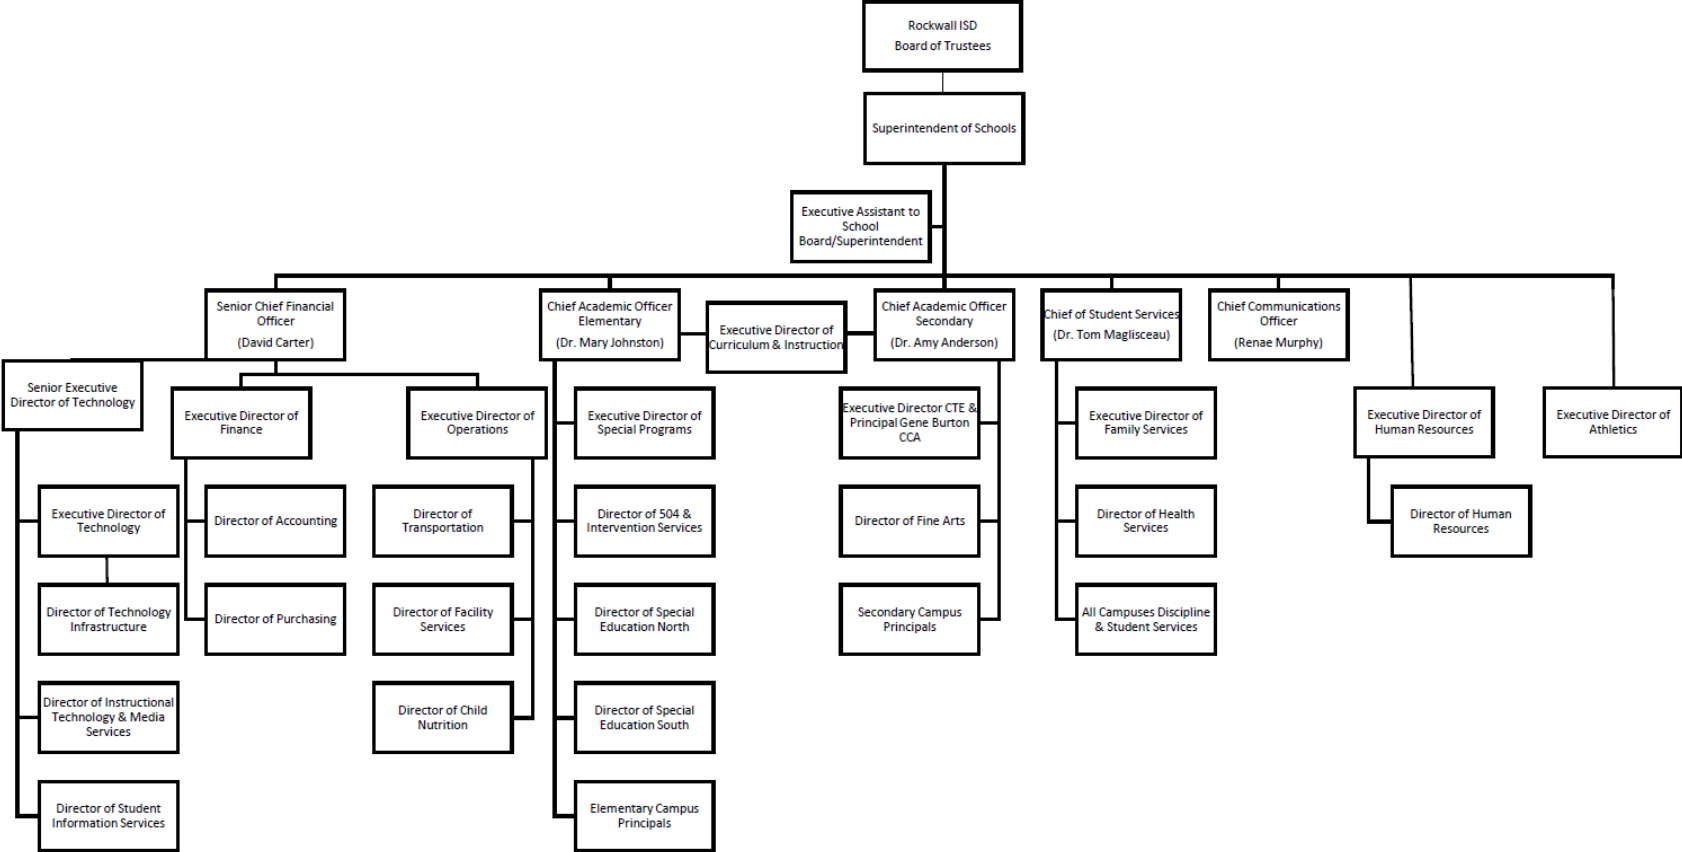 Rockwall ISD
Board of Trustees
Superintendent of Schools
Executive Assistant to
School
Board/Superintendent
Senior Chief Financial
Officer
(David Carter)
Chief Academic Officer
Elementary
(Dr. Mary Johnston)
Executive Director of
Curriculum & Instruction
Chief Academic Officer
Secondary
(Dr. Amy Anderson)
Chief of Student Services
(Dr. Tom Maglisceau)
Chief Communications
Officer
(Renae Murphy)
Senior Executive
Director of Technology
Executive Director of
Finance
Executive Director of
Operations
Executive Director of
Special Programs
Executive Director CTE &
Principal Gene Burton
CCA
Executive Director of
Family Services
Executive Director of
Human Resources
Executive Director of
Athletics
Executive Director of
Technology
Director of Accounting
Director of
Transportation
Director of 504 &
Intervention Services
Director of Fine Arts
Director of Health
Services
Director of Human
Resources
Director of Technology
Infrastructure
Director of Purchasing
Director of Facility
Services
Director of Special
Education North
Secondary Campus
Principals
All Campuses Discipline
& Student Services
Director of Instructional
Technology & Media
Services
Director of Child
Nutrition
Director of Special
Education South
Director of Student
Information Services
Elementary Campus
Principals